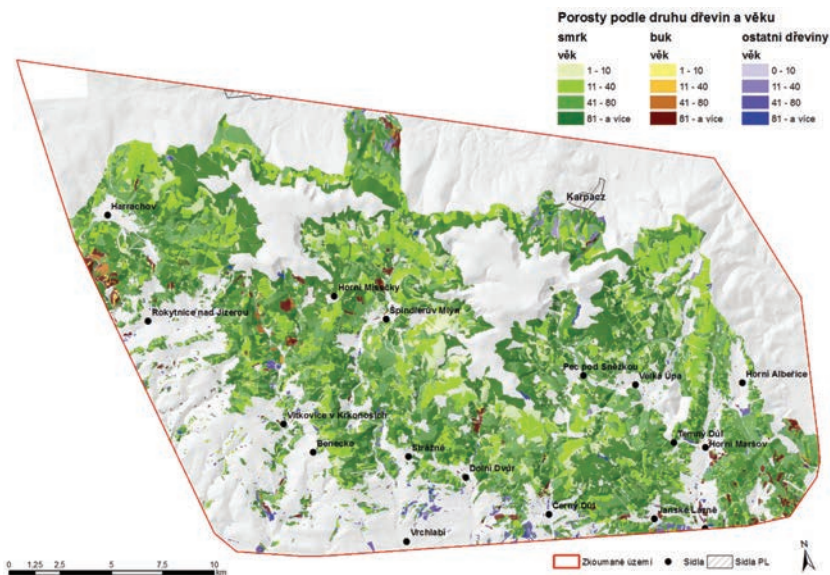 Porosty podle druhu dřevin a věku
smrk buk ostatní dřeviny
věk věk věk
1 - 10 1 - 10 0 - 10
11 - 40 11 - 40 11 - 40
41 - 80 41 - 80 41 - 80
81 - a více 81 - a více 81 - a více
Karpacz
Harrachov
Horní Mísečky
Rokytnice nad Jizerou
Špindlerův Mlýn
Pec pod Sněžkou
Velká Úpa
Horní Albeřice
Vítkovice v Krkonoších
Temný Důl
Horní Maršov
Benecko
Strážné
Dolní Dvůr
Černý Důl
Janské Lázně
Vrchlabí
N
0 1,25 2,5 5 7,5 10
km
Zkoumané území Sídla Sídla PL